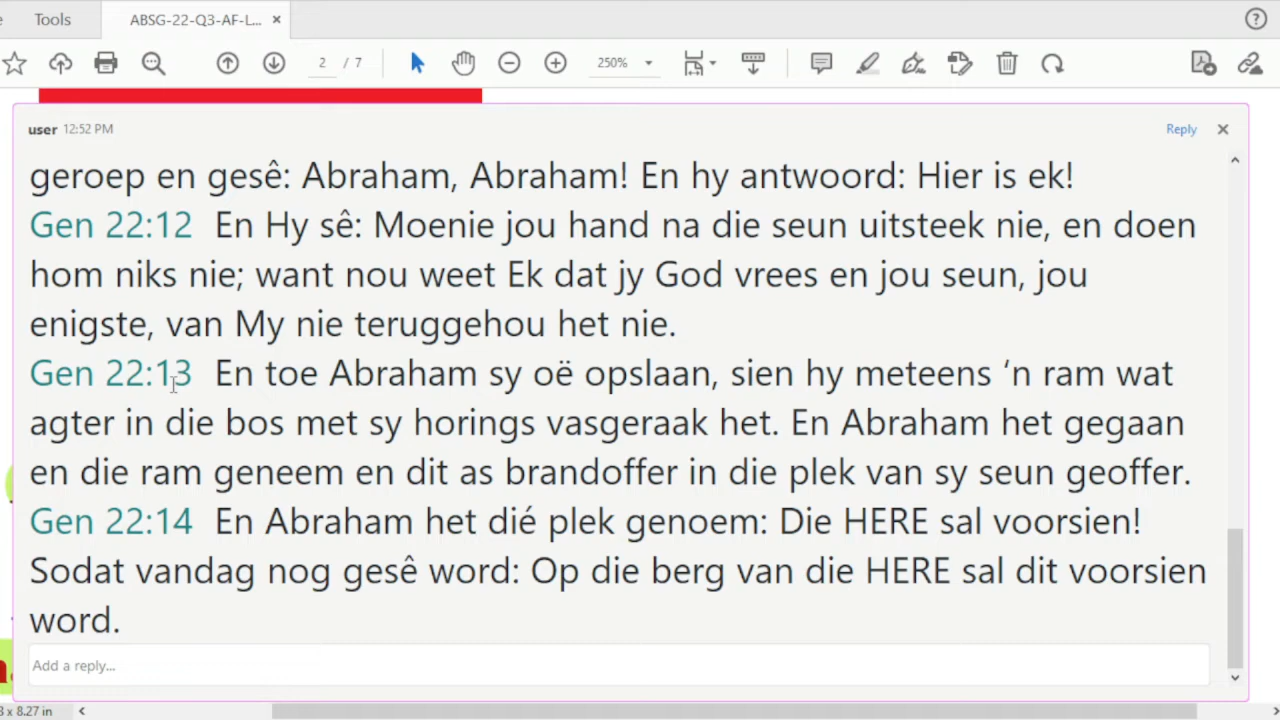 Tools
ABSG-22-Q3-AF-L... ×
2 / 7
250%
user 12:52 PM
Reply
geroep en gesê: Abraham, Abraham! En hy antwoord: Hier is ek!
Gen 22:12 En Hy sê: Moenie jou hand na die seun uitsteek nie, en doen
hom niks nie; want nou weet Ek dat jy God vrees en jou seun, jou
enigste, van My nie teruggehou het nie.
Gen 22:13 En toe Abraham sy oë opslaan, sien hy meteens ‘n ram wat
agter in die bos met sy horings vasgeraak het. En Abraham het gegaan
en die ram geneem en dit as brandoffer in die plek van sy seun geoffer.
Gen 22:14 En Abraham het dié plek genoem: Die HERE sal voorsien!
Sodat vandag nog gesê word: Op die berg van die HERE sal dit voorsien
word.
Add a reply...
x 8.27 in